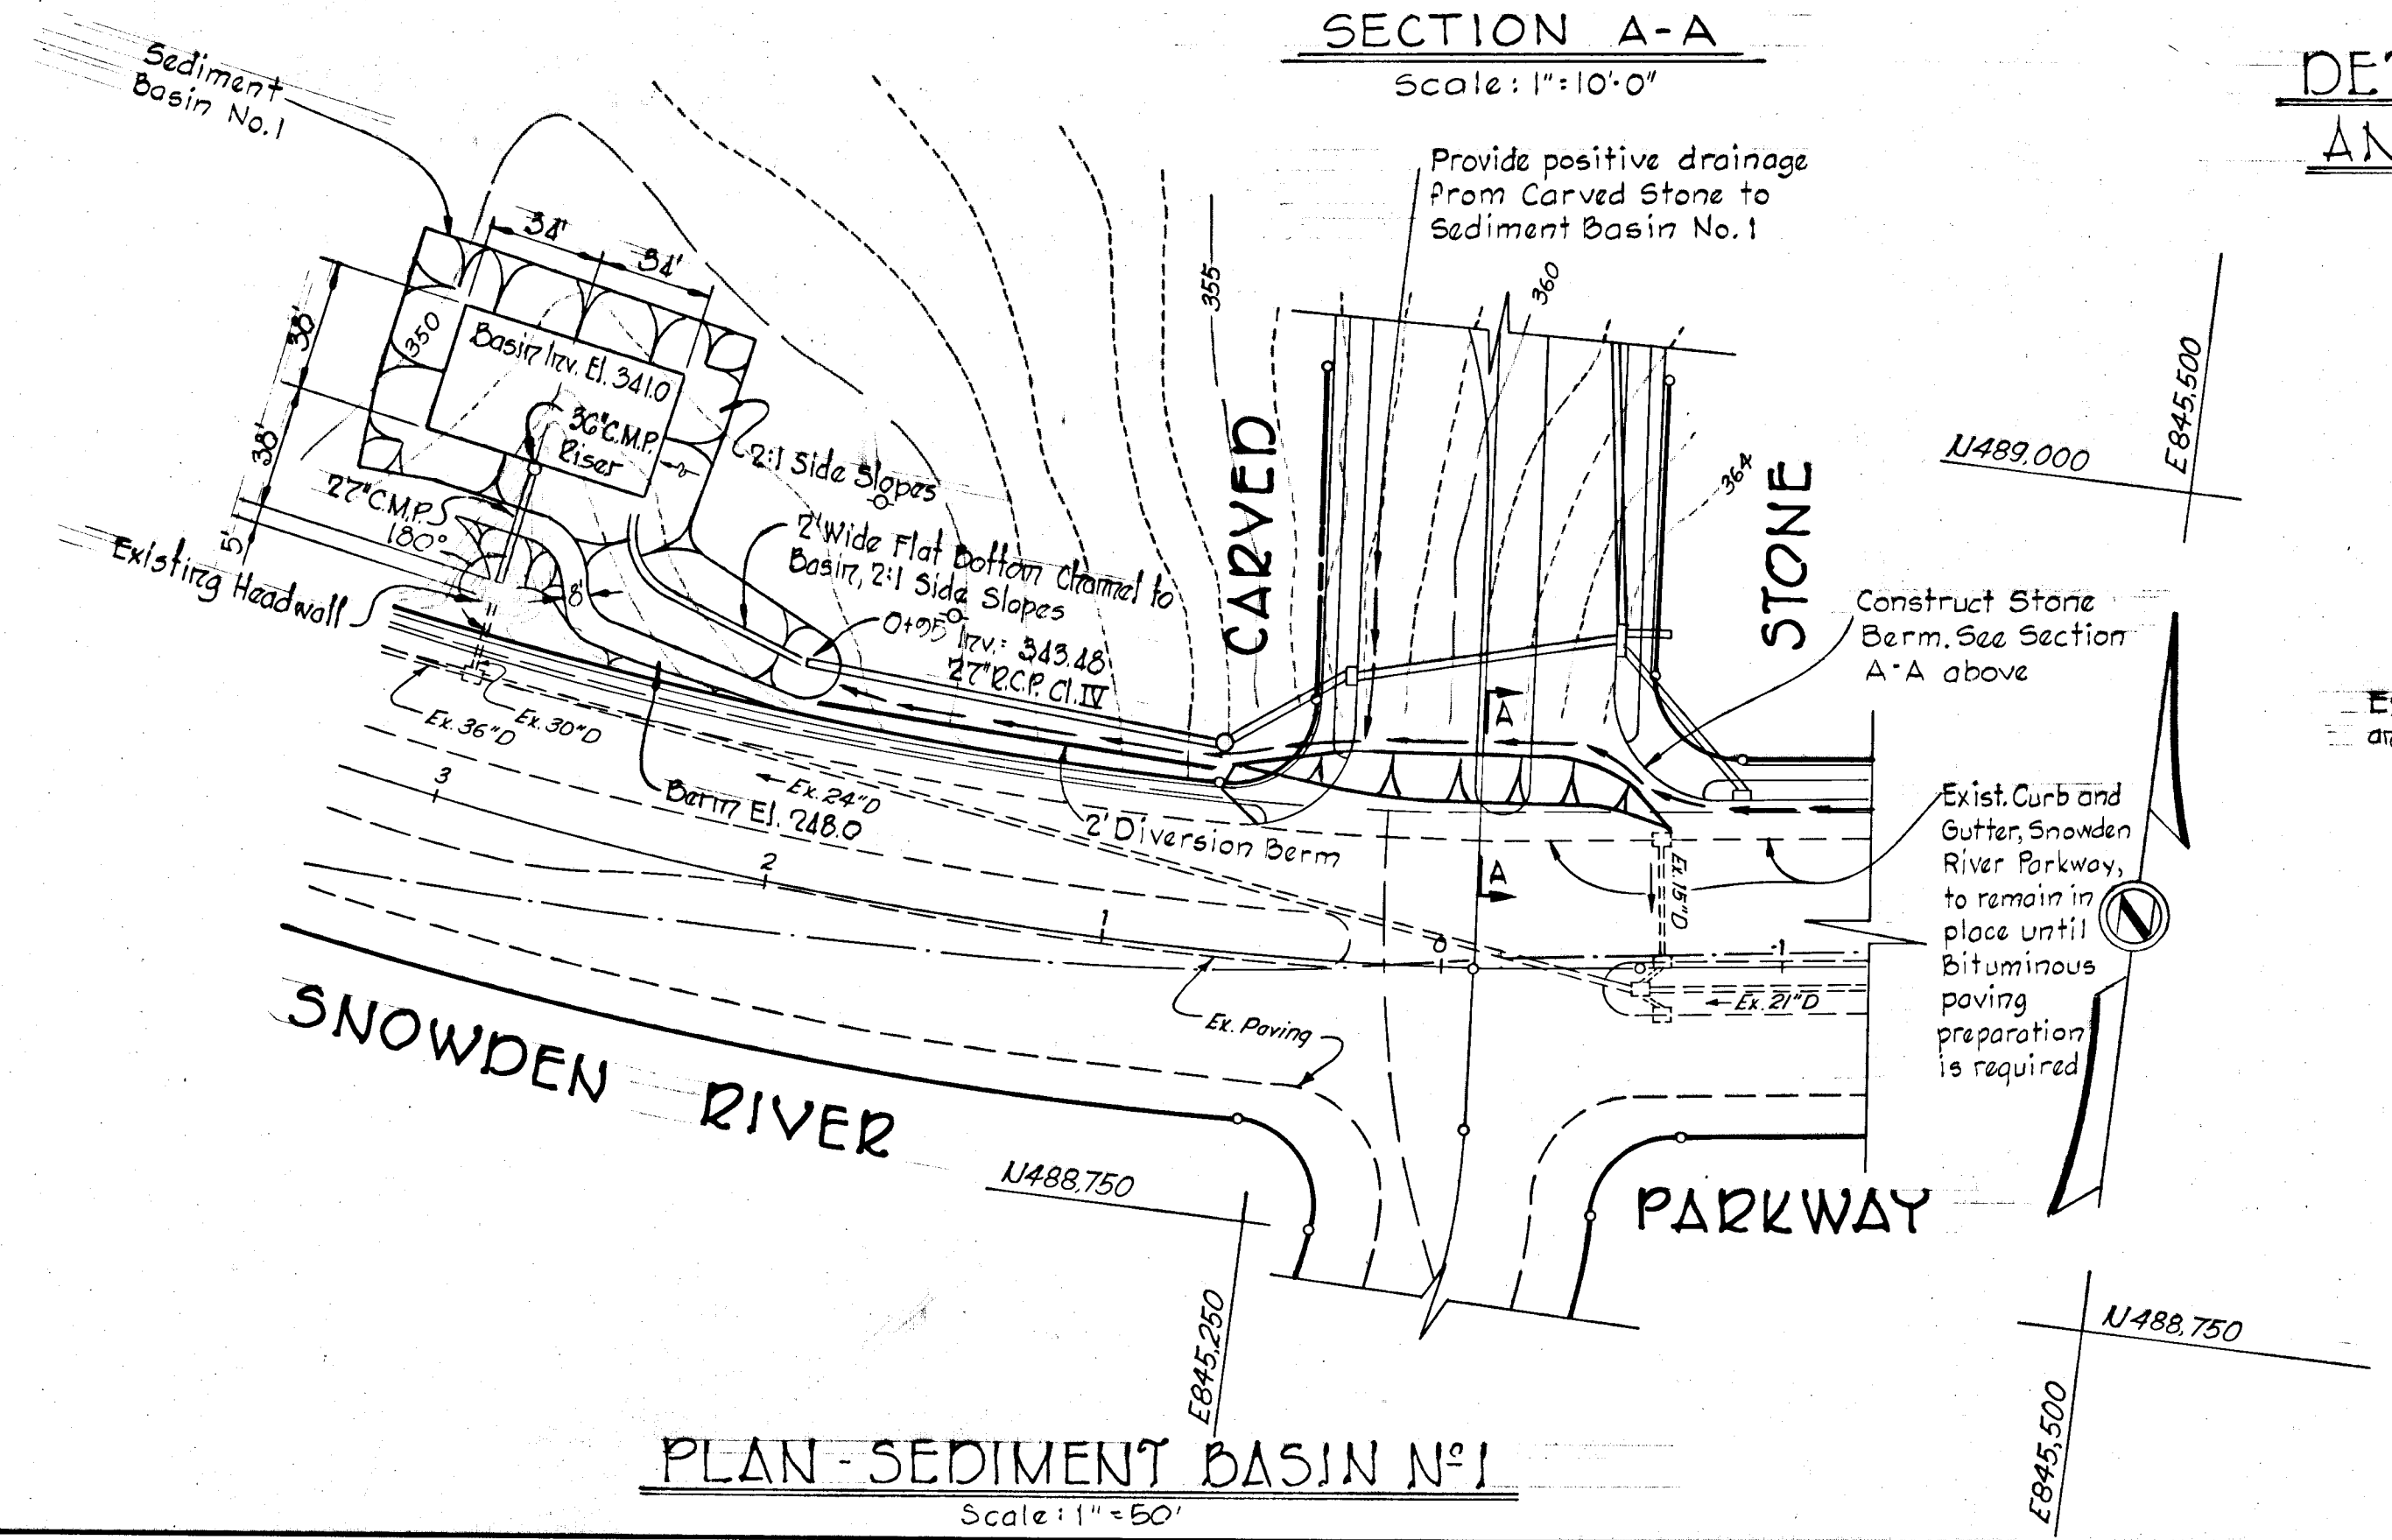 SECTION A-A
Scale: 1"=10'-0"
DET
AN
Sediment
Basin No. 1
Provide positive drainage
from Carved Stone to
Sediment Basin No. 1
34'
34'
38'
38'
5'
350
Basin Inv. El. 341.0
36" C.M.P.
Riser
2:1 Side Slopes
27" C.M.P.
180°
Existing Headwall
8'
2' Wide Flat Bottom Channel to
Basin, 2:1 Side Slopes
0+95 Inv.= 343.48
27" R.C.P. Cl. IV
355
360
364
CARVED
STONE
N489,000
E845,500
Construct Stone
Berm. See Section
A-A above
A
A
Ex. 36"D
Ex. 30"D
Ex. 24"D
Berm El. 248.0
2' Diversion Berm
Ex. 15"D
Exist. Curb and
Gutter, Snowden
River Parkway,
to remain in
place until
Bituminous
paving
preparation
is required
Ex
an
3
2
1
0
-1
Ex. 21"D
Ex. Paving
SNOWDEN RIVER PARKWAY
N488,750
E845,250
N488,750
E845,500
PLAN - SEDIMENT BASIN Nº 1
Scale: 1"=50'